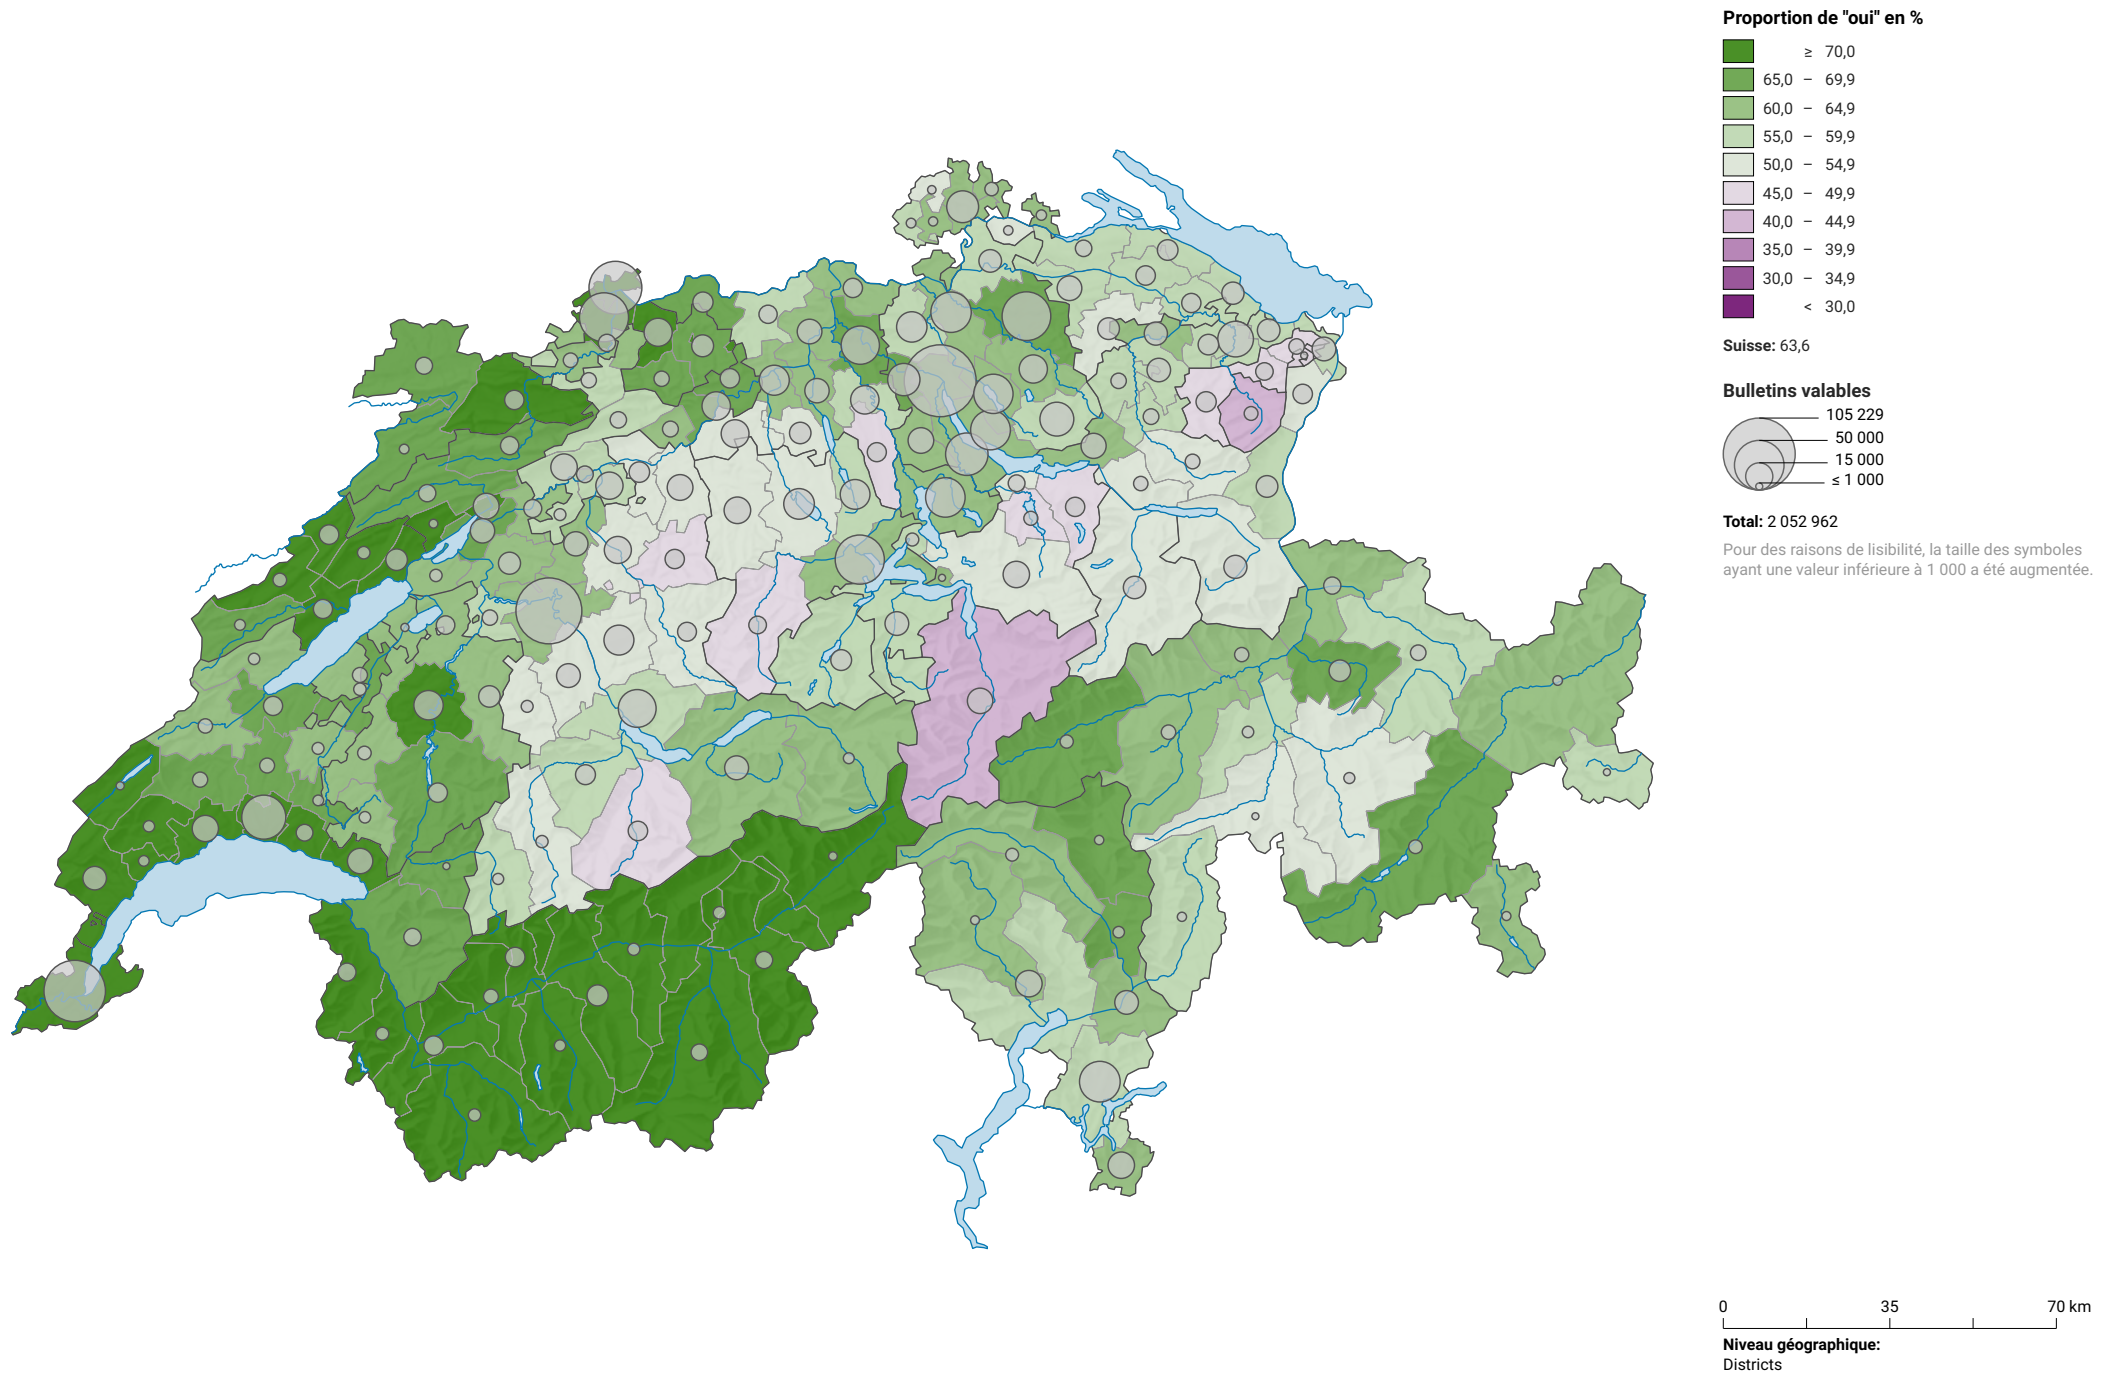 Proportion de "oui" en %
≥ 70,0
65,0 – 69,9
60,0 – 64,9
55,0 – 59,9
50,0 – 54,9
45,0 – 49,9
40,0 – 44,9
35,0 – 39,9
30,0 – 34,9
< 30,0
Suisse: 63,6
Bulletins valables
105 229
50 000
15 000
≤ 1 000
Total: 2 052 962
Pour des raisons de lisibilité, la taille des symboles
ayant une valeur inférieure à 1 000 a été augmentée.
0 35 70 km
Niveau géographique:
Districts